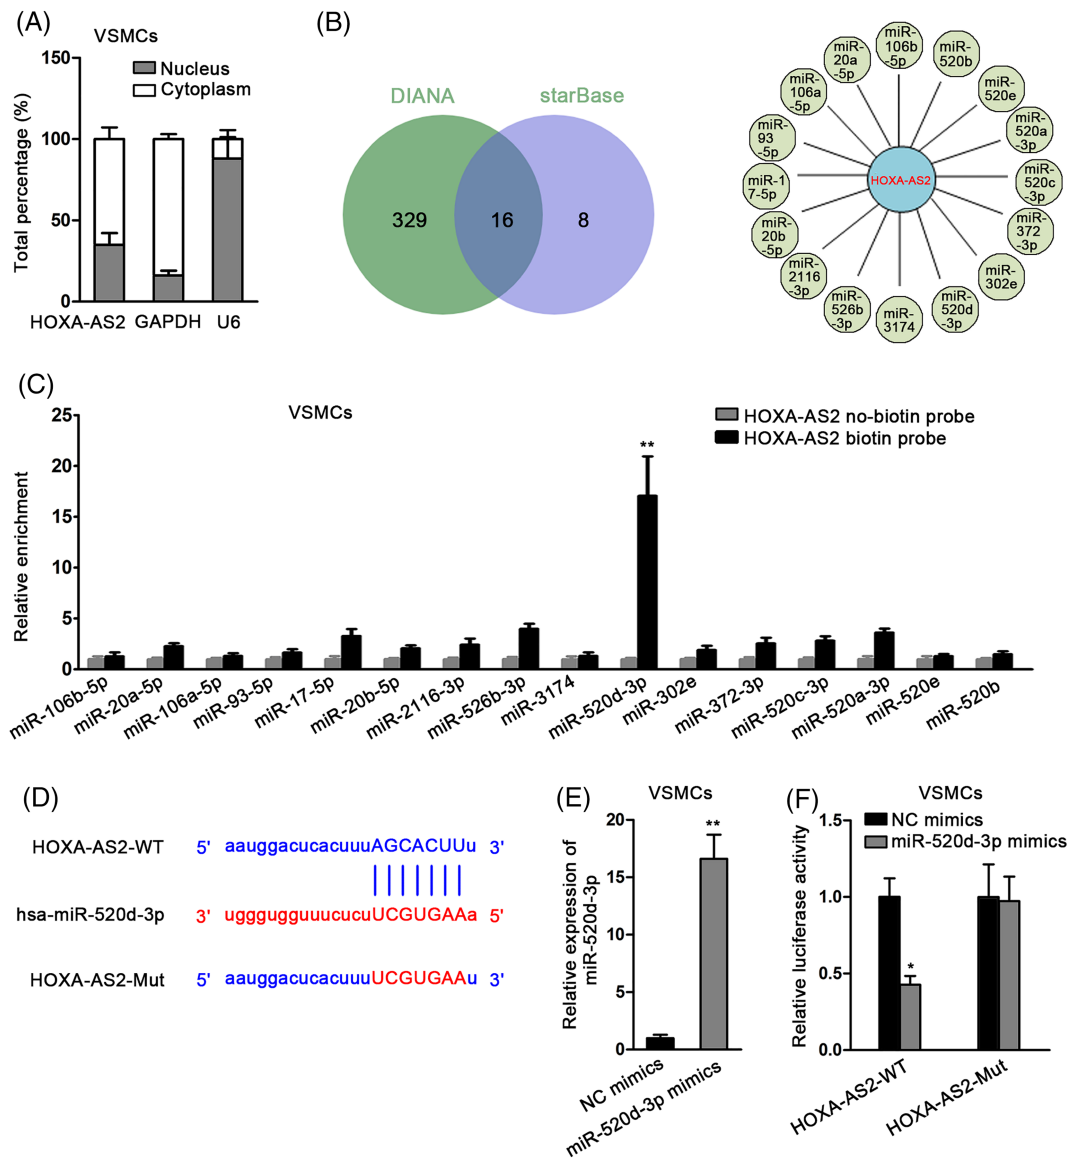 (A)
VSMCs
Total percentage (%)
150
100
50
0
Nucleus
Cytoplasm
HOXA-AS2
GAPDH
U6
(B)
DIANA
starBase
329
16
8
miR-
106b
-5p
miR-
520b
miR-
520e
miR-
520a
-3p
miR-
520c
-3p
miR-
372
-3p
miR-
302e
miR-
520d
-3p
miR-
3174
miR-
526b
-3p
miR-
2116
-3p
miR-
20b
-5p
miR-1
7-5p
miR-
93
-5p
miR-
106a
-5p
miR-
20a
-5p
HOXA-AS2
(C)
VSMCs
HOXA-AS2 no-biotin probe
HOXA-AS2 biotin probe
Relative enrichment
25
20
15
10
5
0
**
miR-106b-5p
miR-20a-5p
miR-106a-5p
miR-93-5p
miR-17-5p
miR-20b-5p
miR-2116-3p
miR-526b-3p
miR-3174
miR-520d-3p
miR-302e
miR-372-3p
miR-520c-3p
miR-520a-3p
miR-520e
miR-520b
(D)
HOXA-AS2-WT 5' aauggacucacuuuAGCACUUu 3'
hsa-miR-520d-3p 3' ugggugguuucucuUCGUGAAa 5'
HOXA-AS2-Mut 5' aauggacucacuuuUCGUGAAu 3'
(E)
VSMCs
Relative expression of
miR-520d-3p
20
15
10
5
0
**
NC mimics
miR-520d-3p mimics
(F)
VSMCs
NC mimics
miR-520d-3p mimics
Relative luciferase activity
1.5
1.0
0.5
0.0
*
HOXA-AS2-WT
HOXA-AS2-Mut